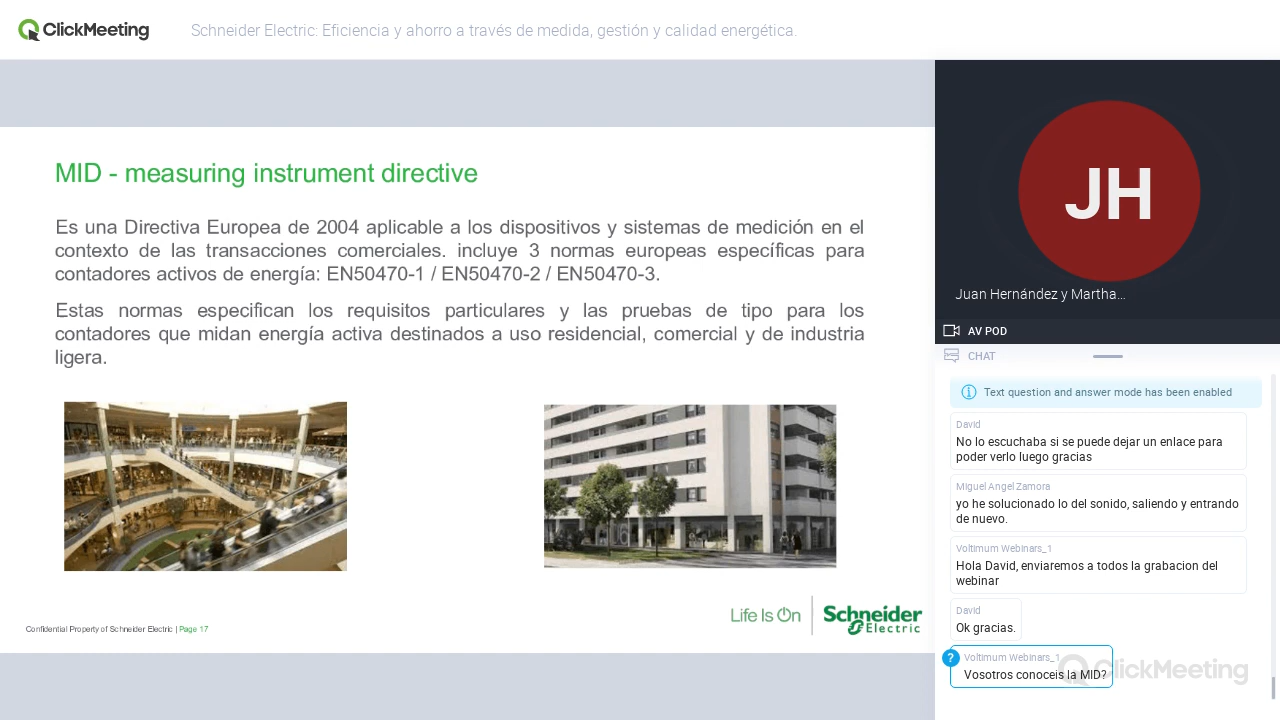 ClickMeeting
Schneider Electric: Eficiencia y ahorro a través de medida, gestión y calidad energética.
MID - measuring instrument directive
Es una Directiva Europea de 2004 aplicable a los dispositivos y sistemas de medición en el
contexto de las transacciones comerciales. incluye 3 normas europeas específicas para
contadores activos de energía: EN50470-1 / EN50470-2 / EN50470-3.
Estas normas especifican los requisitos particulares y las pruebas de tipo para los
contadores que midan energía activa destinados a uso residencial, comercial y de industria
ligera.
Life Is On
Schneider
Electric
Confidential Property of Schneider Electric | Page 17
JH
Juan Hernández y Martha...
AV POD
CHAT
Text question and answer mode has been enabled
David
No lo escuchaba si se puede dejar un enlace para
poder verlo luego gracias
Miguel Angel Zamora
yo he solucionado lo del sonido, saliendo y entrando
de nuevo.
Voltimum Webinars_1
Hola David, enviaremos a todos la grabacion del
webinar
David
Ok gracias.
?
Voltimum Webinars_1
Vosotros conoceis la MID?
ClickMeeting